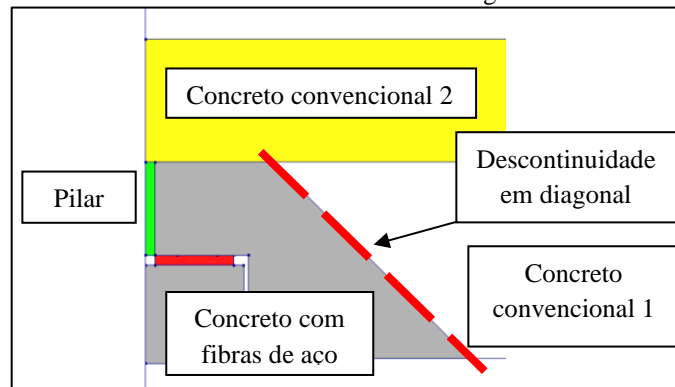 Concreto convencional 2
Descontinuidade
em diagonal
Pilar
Concreto
convencional 1
Concreto com
fibras de aço